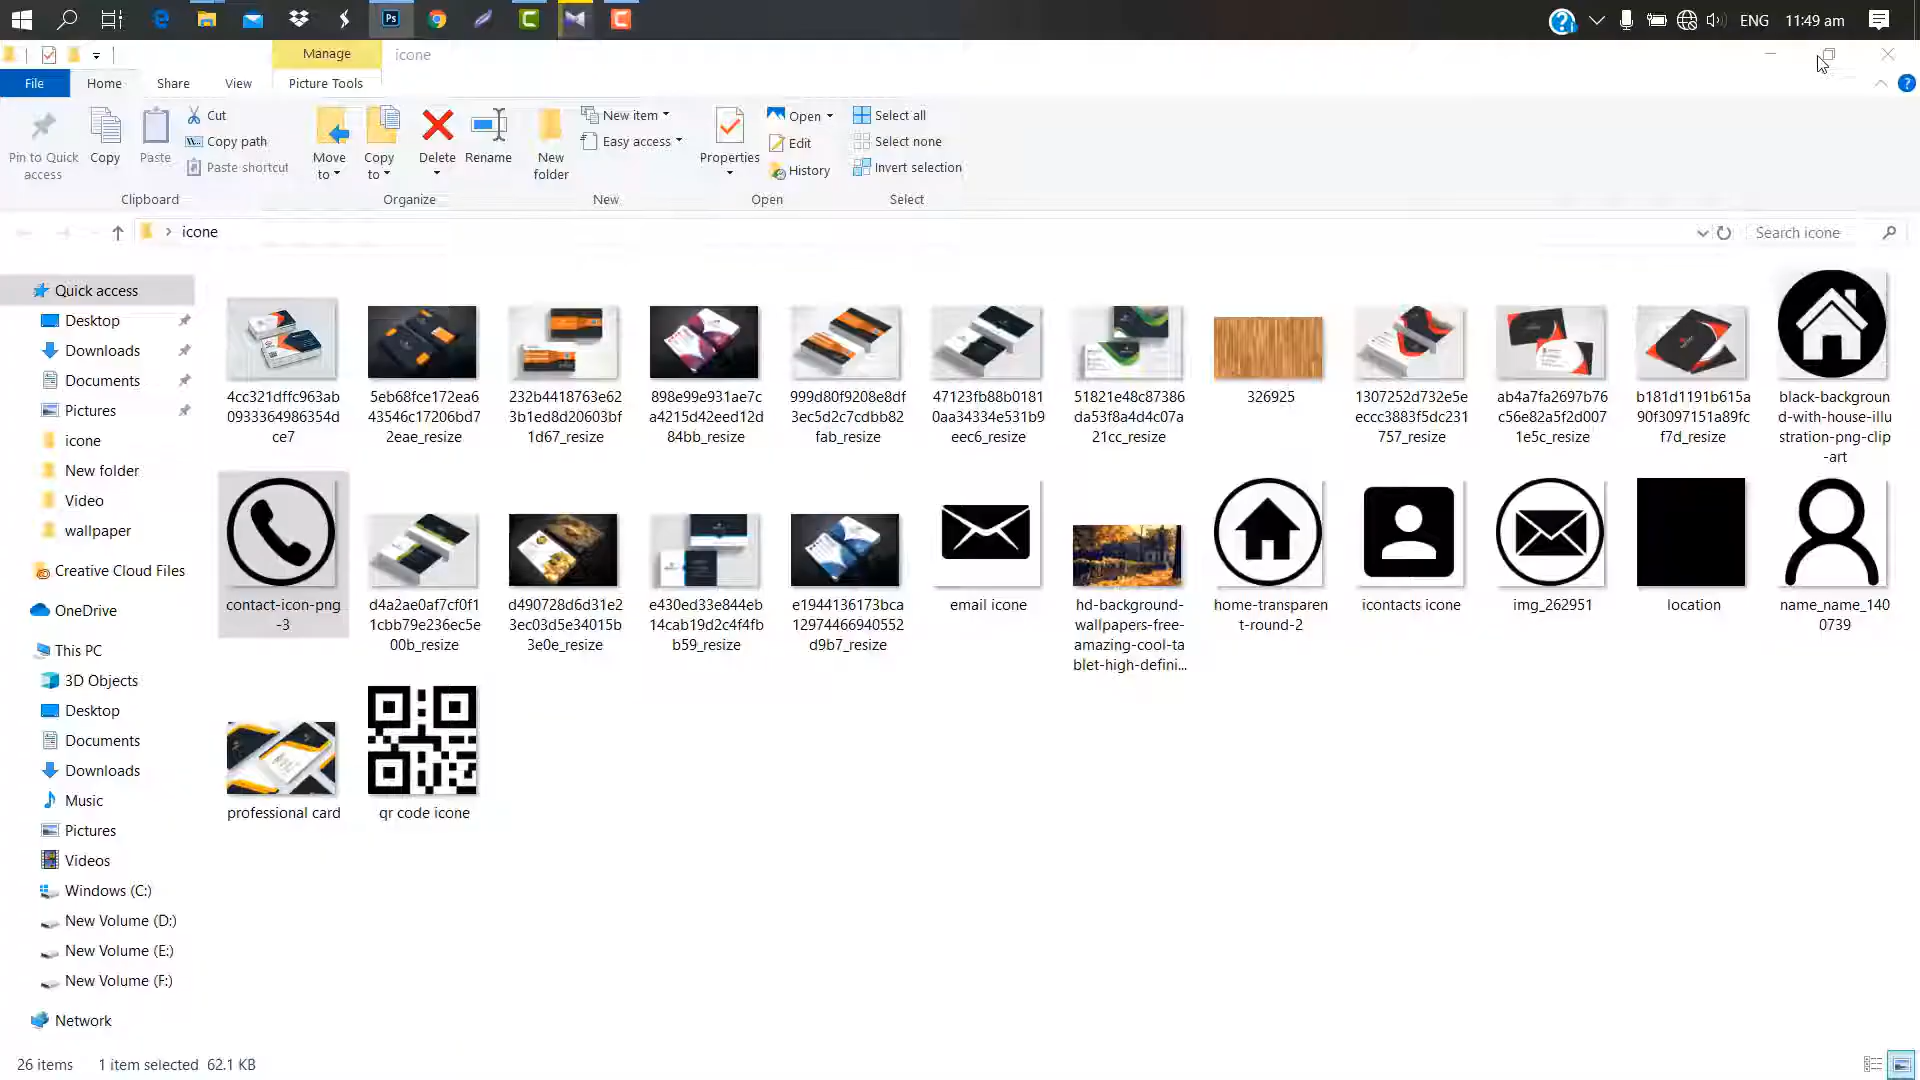 ENG
11:49 am
Manage
icone
File
Home
Share
View
Picture Tools
Pin to Quick
access
Copy
Paste
Cut
Copy path
Paste shortcut
Clipboard
Move
to
Copy
to
Delete
Rename
Organize
New
folder
New item
Easy access
New
Properties
Open
Edit
History
Open
Select all
Select none
Invert selection
Select
icone
Search icone
Quick access
Desktop
Downloads
Documents
Pictures
icone
New folder
Video
wallpaper
Creative Cloud Files
OneDrive
This PC
3D Objects
Desktop
Documents
Downloads
Music
Pictures
Videos
Windows (C:)
New Volume (D:)
New Volume (E:)
New Volume (F:)
Network
4cc321dffc963ab
0933364986354d
ce7
5eb68fce172ea6
43546c17206bd7
2eae_resize
232b4418763e62
3b1ed8d20603bf
1d67_resize
898e99e931ae7c
a4215d42eed12d
84bb_resize
999d80f9208e8df
3ec5d2c7cdbb82
fab_resize
47123fb88b0181
0aa34334e531b9
eec6_resize
51821e48c87386
da53f8a4d4c07a
21cc_resize
326925
1307252d732e5e
eccc3883f5dc231
757_resize
ab4a7fa2697b76
c56e82a5f2d007
1e5c_resize
b181d1191b615a
90f3097151a89fc
f7d_resize
black-backgroun
d-with-house-illu
stration-png-clip
-art
contact-icon-png
-3
d4a2ae0af7cf0f1
1cbb79e236ec5e
00b_resize
d490728d6d31e2
3ec03d5e34015b
3e0e_resize
e430ed33e844eb
14cab19d2c4f4fb
b59_resize
e1944136173bca
12974466940552
d9b7_resize
email icone
hd-background-
wallpapers-free-
amazing-cool-ta
blet-high-defini...
home-transparen
t-round-2
icontacts icone
img_262951
location
name_name_140
0739
professional card
qr code icone
26 items
1 item selected
62.1 KB